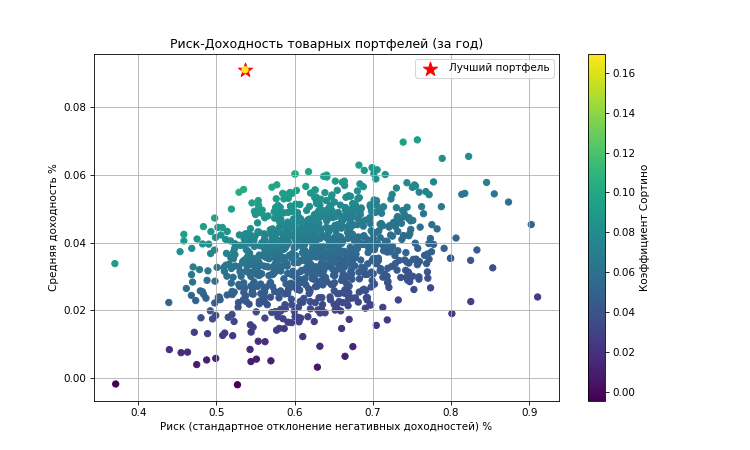 Риск-Доходность товарных портфелей (за год)
Лучший портфель
Средняя доходность %
0.08
0.06
0.04
0.02
0.00
0.4 0.5 0.6 0.7 0.8 0.9
Риск (стандартное отклонение негативных доходностей) %
0.16
0.14
0.12
0.10
0.08
0.06
0.04
0.02
0.00
Коэффициент Сортино